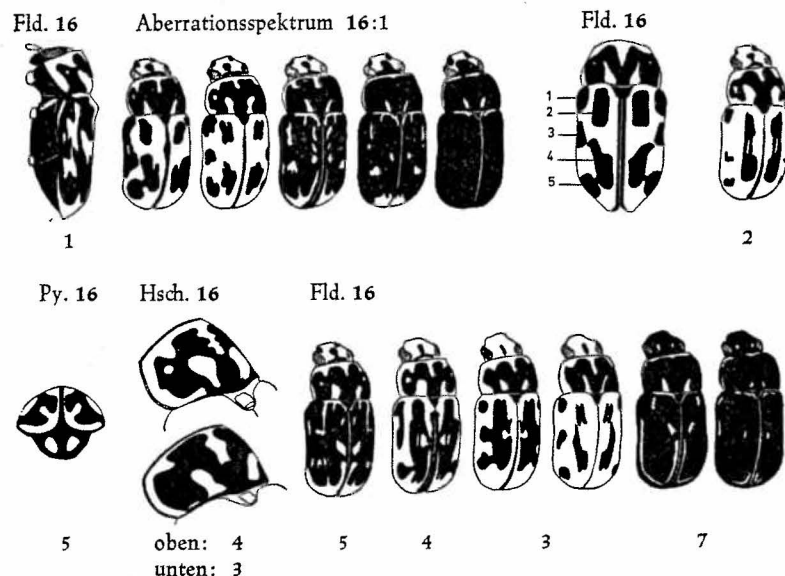 Fld. 16 Aberrationsspektrum 16:1 Fld. 16
1
2
3
4
5
1 2
Py. 16 Hsch. 16 Fld. 16
5 oben: 4 5 4 3 7
unten: 3